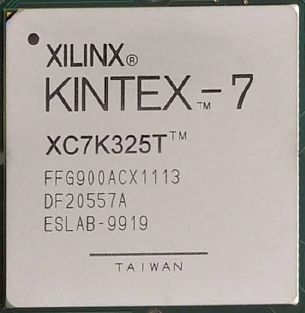 XILINX®
KINTEX™-7
XC7K325T™
FFG900ACX1113
DF20557A
ESLAB-9919
TAIWAN